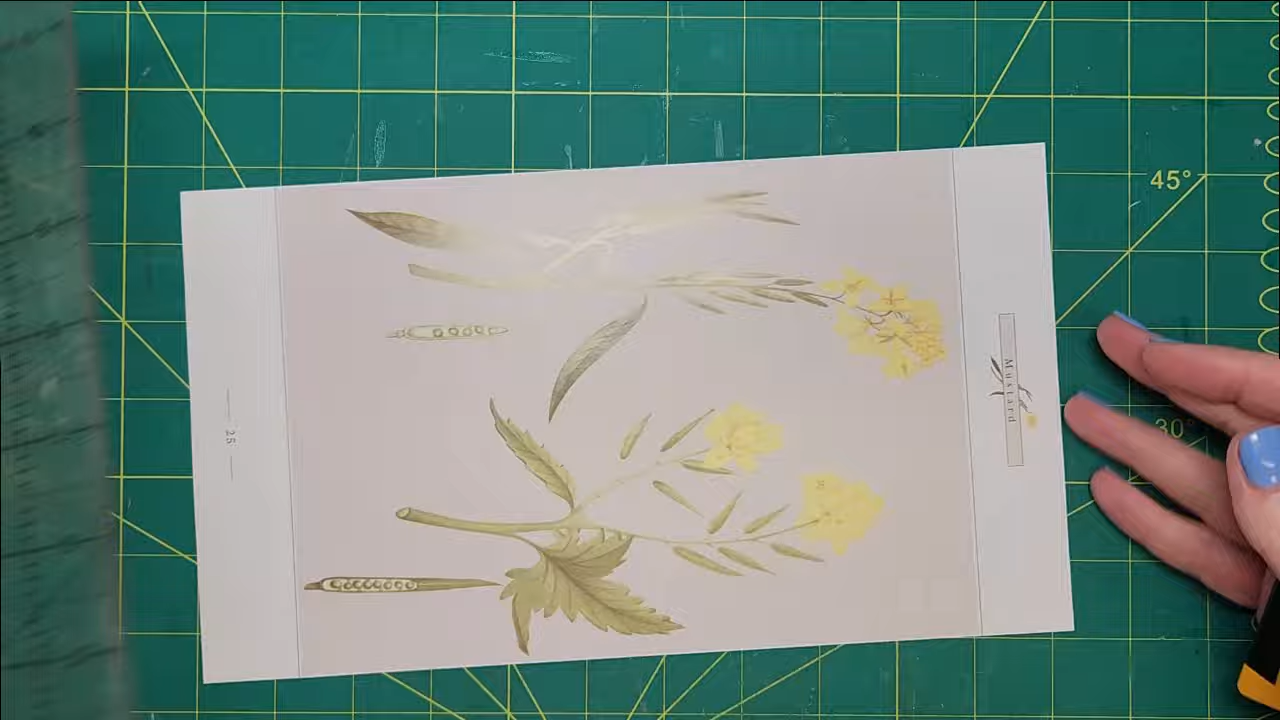 45°
Mustard
30°
— 25 —